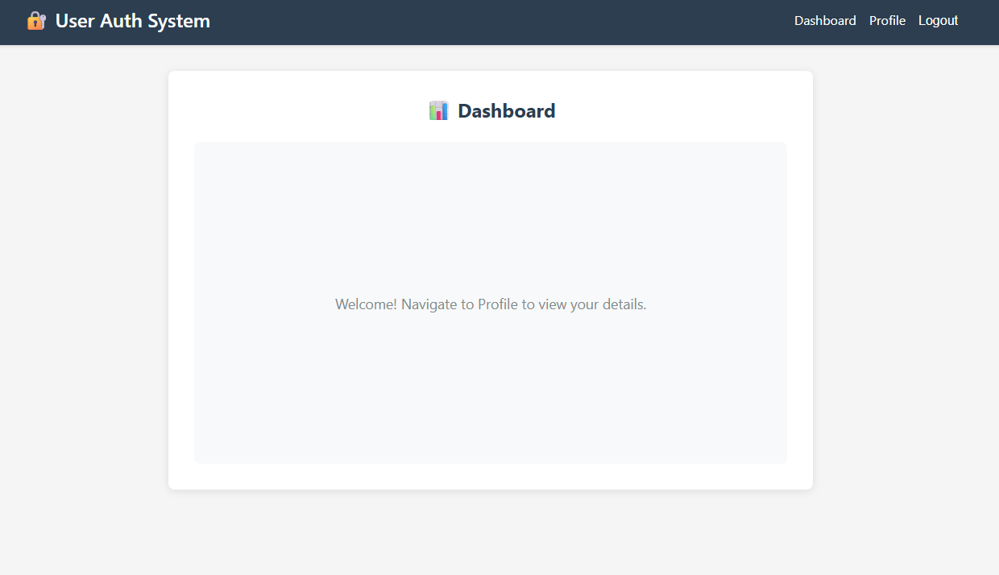 User Auth System
Dashboard Profile Logout
Dashboard
Welcome! Navigate to Profile to view your details.